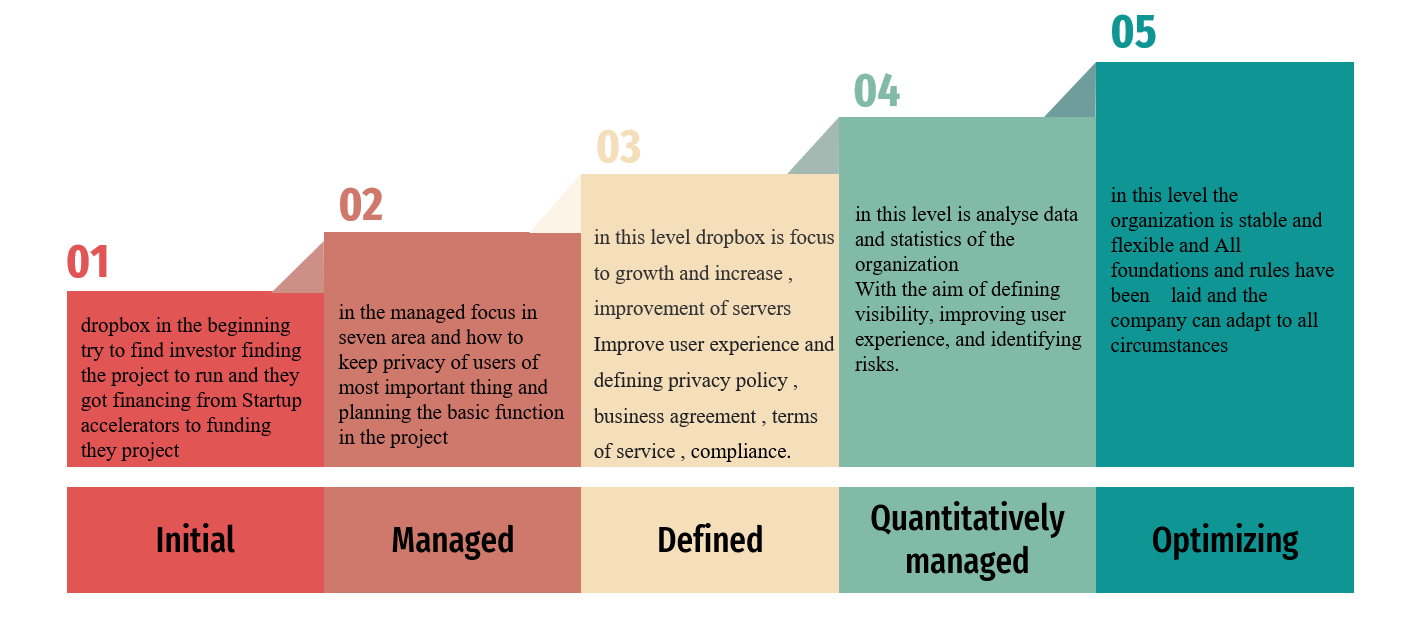 01
dropbox in the beginning
try to find investor finding
the project to run and they
got financing from Startup
accelerators to funding
they project
Initial
02
in the managed focus in
seven area and how to
keep privacy of users of
most important thing and
planning the basic function
in the project
Managed
03
in this level dropbox is focus
to growth and increase ,
improvement of servers
Improve user experience and
defining privacy policy ,
business agreement , terms
of service , compliance.
Defined
04
in this level is analyse data
and statistics of the
organization
With the aim of defining
visibility, improving user
experience, and identifying
risks.
Quantitatively
managed
05
in this level the
organization is stable and
flexible and All
foundations and rules have
been    laid and the
company can adapt to all
circumstances
Optimizing